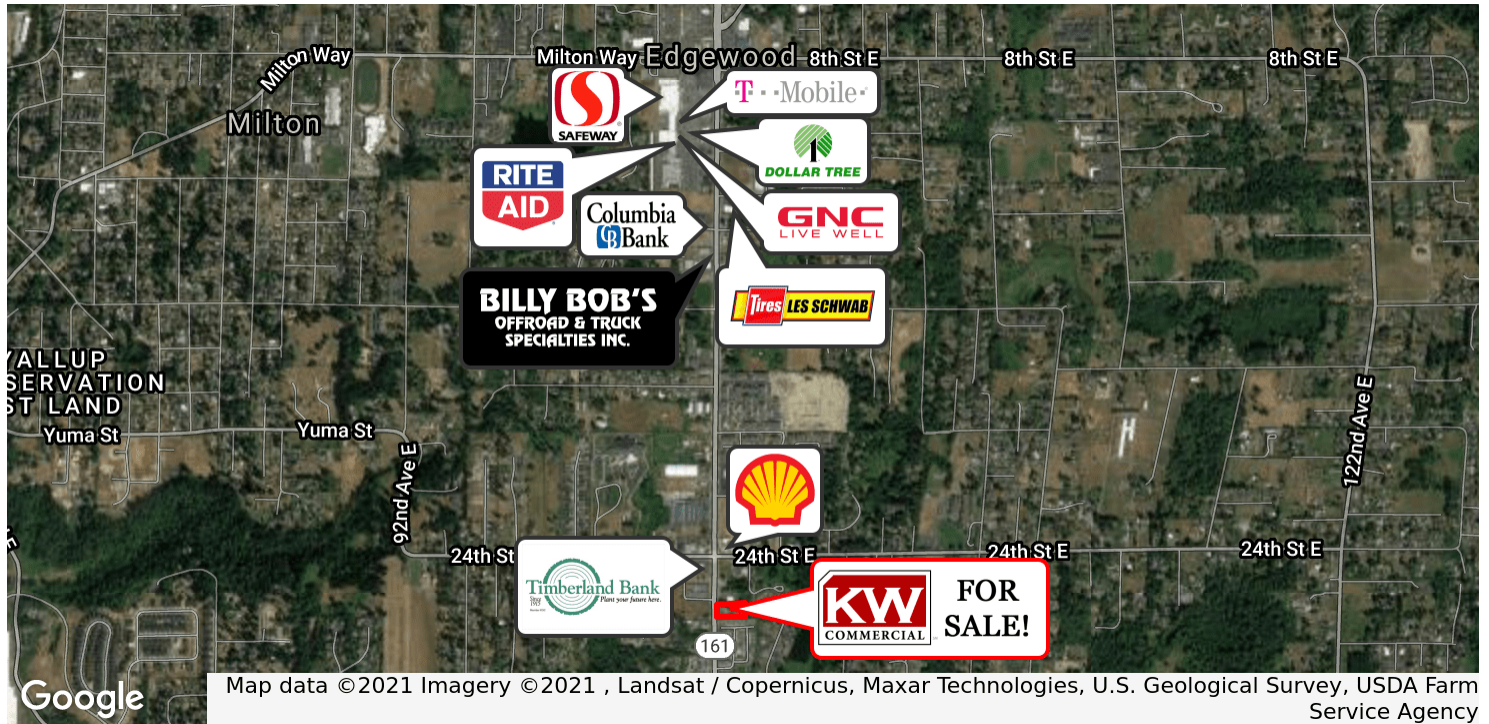 Milton Way
Milton Way
Edgewood
8th St E
8th St E
8th St E
Milton
SAFEWAY
T··Mobile·
DOLLAR TREE
RITE
AID
Columbia
CB Bank
GNC
LIVE WELL
BILLY BOB'S
OFFROAD & TRUCK
SPECIALTIES INC.
Tires LES SCHWAB
YALLUP
SERVATION
ST LAND
Yuma St
Yuma St
92nd Ave E
122nd Ave E
24th St
24th St E
24th St E
24th St E
Timberland Bank
Since
1915
Plant your future here.
KW
COMMERCIAL
FOR
SALE!
161
Google
Map data ©2021 Imagery ©2021 , Landsat / Copernicus, Maxar Technologies, U.S. Geological Survey, USDA Farm
Service Agency